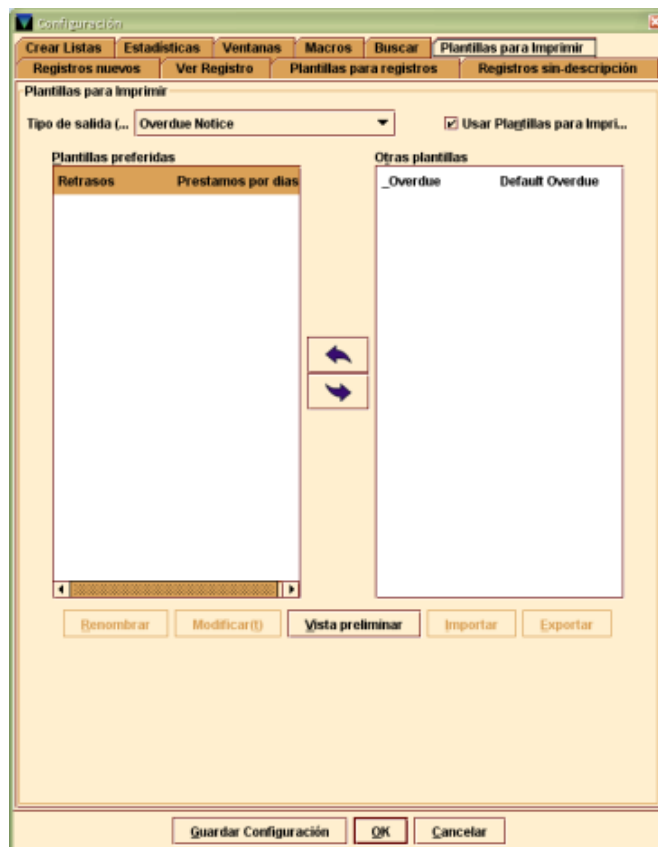 Configuración
Crear Listas Estadísticas Ventanas Macros Buscar Plantillas para Imprimir
Registros nuevos Ver Registro Plantillas para registros Registros sin-descripción
Plantillas para Imprimir
Tipo de salida (... Overdue Notice Usar Plantillas para Impri...
Plantillas preferidas Otras plantillas
Retrasos Prestamos por dias _Overdue Default Overdue
Renombrar Modificar(t) Vista preliminar Importar Exportar
Guardar Configuración OK Cancelar